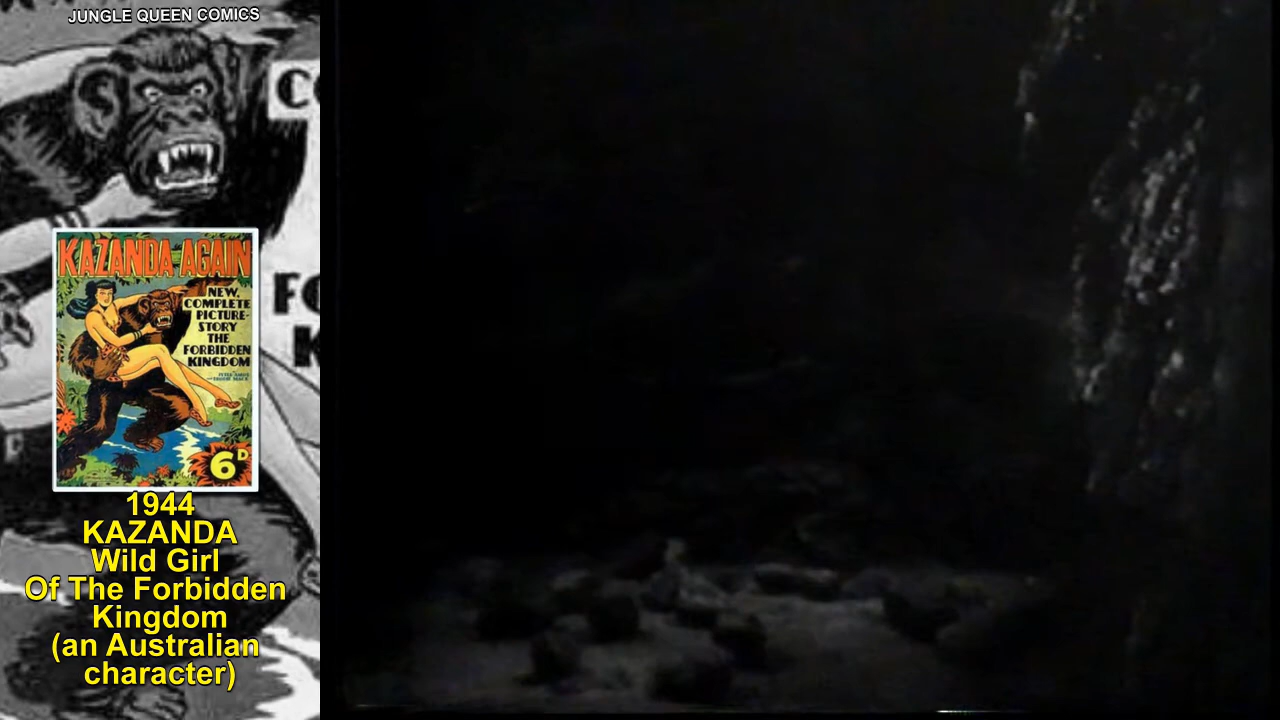 JUNGLE QUEEN COMICS
KAZANDA AGAIN
NEW,
COMPLETE
PICTURE-
STORY
THE
FORBIDDEN
KINGDOM
6D
1944
KAZANDA
Wild Girl
Of The Forbidden
Kingdom
(an Australian
character)